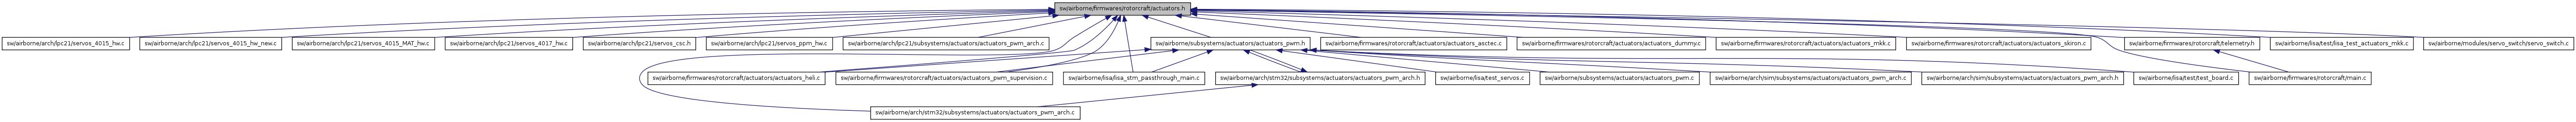 sw/airborne/firmwares/rotorcraft/actuators.h
sw/airborne/arch/lpc21/servos_4015_hw.c
sw/airborne/arch/lpc21/servos_4015_hw_new.c
sw/airborne/arch/lpc21/servos_4015_MAT_hw.c
sw/airborne/arch/lpc21/servos_4017_hw.c
sw/airborne/arch/lpc21/servos_csc.h
sw/airborne/arch/lpc21/servos_ppm_hw.c
sw/airborne/arch/lpc21/subsystems/actuators/actuators_pwm_arch.c
sw/airborne/subsystems/actuators/actuators_pwm.h
sw/airborne/firmwares/rotorcraft/actuators/actuators_asctec.c
sw/airborne/firmwares/rotorcraft/actuators/actuators_dummy.c
sw/airborne/firmwares/rotorcraft/actuators/actuators_mkk.c
sw/airborne/firmwares/rotorcraft/actuators/actuators_skiron.c
sw/airborne/firmwares/rotorcraft/telemetry.h
sw/airborne/lisa/test/lisa_test_actuators_mkk.c
sw/airborne/modules/servo_switch/servo_switch.c
sw/airborne/firmwares/rotorcraft/actuators/actuators_heli.c
sw/airborne/firmwares/rotorcraft/actuators/actuators_pwm_supervision.c
sw/airborne/lisa/lisa_stm_passthrough_main.c
sw/airborne/arch/stm32/subsystems/actuators/actuators_pwm_arch.h
sw/airborne/lisa/test_servos.c
sw/airborne/subsystems/actuators/actuators_pwm.c
sw/airborne/arch/sim/subsystems/actuators/actuators_pwm_arch.c
sw/airborne/arch/sim/subsystems/actuators/actuators_pwm_arch.h
sw/airborne/lisa/test/test_board.c
sw/airborne/firmwares/rotorcraft/main.c
sw/airborne/arch/stm32/subsystems/actuators/actuators_pwm_arch.c